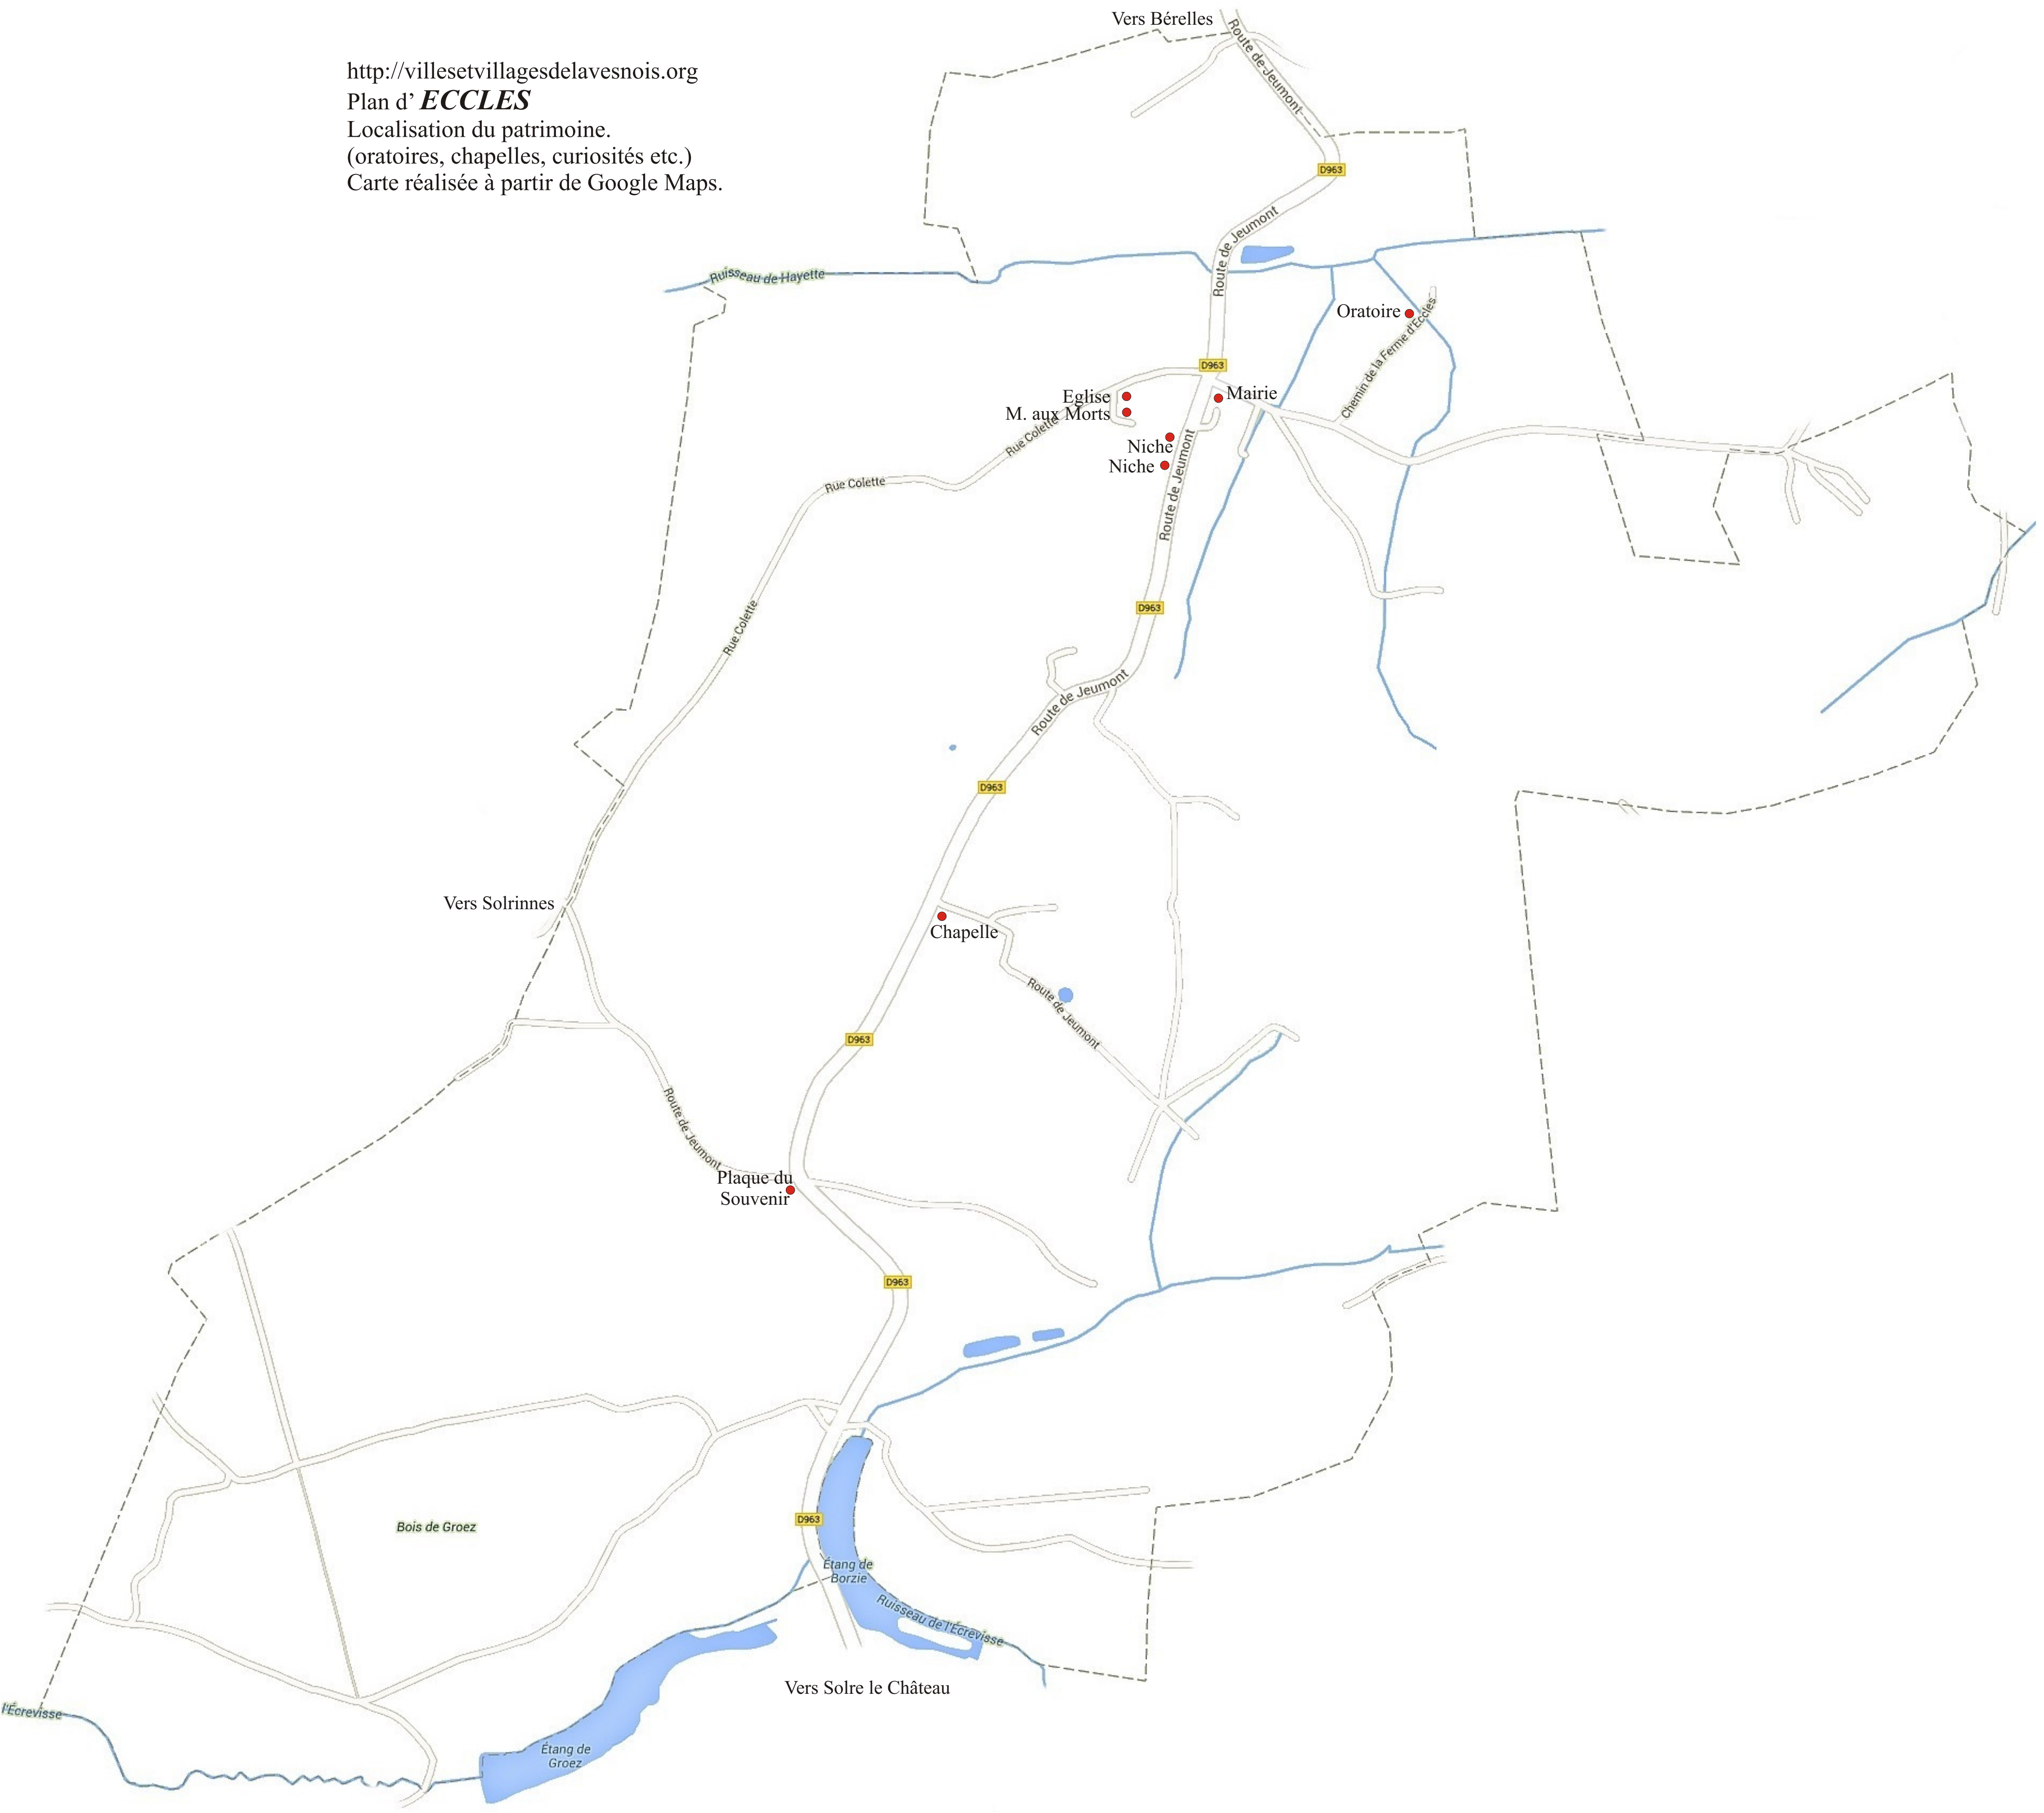 Vers Bérelles
Route de Jeumont
http://villesetvillagesdelavesnois.org
Plan d' ECCLES
Localisation du patrimoine.
(oratoires, chapelles, curiosités etc.)
Carte réalisée à partir de Google Maps.
D963
Route de Jeumont
Route de Jeumont
Ruisseau de Hayette
Oratoire
Chemin de la Ferme d'Eccles
D963
Eglise
Mairie
M. aux Morts
Rue Colette
Niche
Niche
Route de Jeumont
Rue Colette
D963
Rue Colette
Route de Jeumont
D963
Vers Solrinnes
Chapelle
Route de Jeumont
D963
Route de Jeumont
Plaque du
Souvenir
D963
D963
Bois de Groez
Étang de
Borzie
Ruisseau de l'Écrevisse
Vers Solre le Château
l'Écrevisse
Étang de
Groez